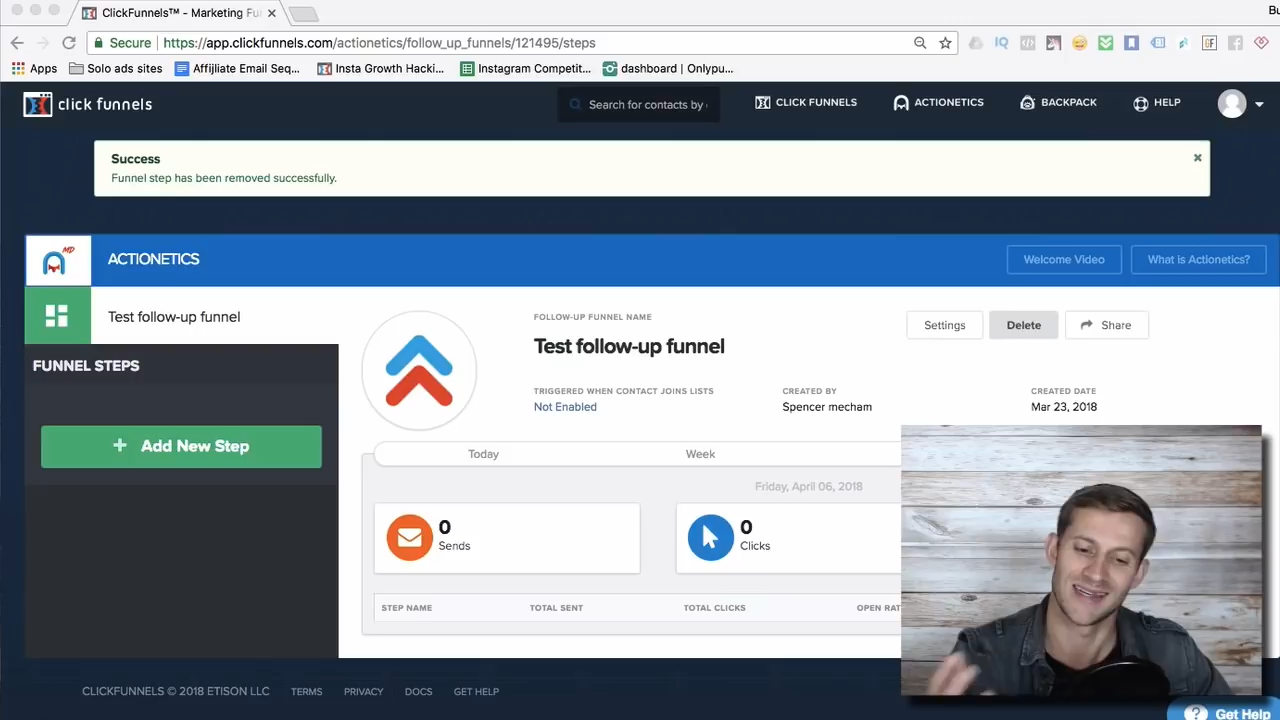 ClickFunnels™ - Marketing Fu
Bu
Secure
https://app.clickfunnels.com/actionetics/follow_up_funnels/121495/steps
Apps
Solo ads sites
Affijliate Email Seq...
Insta Growth Hacki...
Instagram Competit...
dashboard | Onlypu...
click funnels
Search for contacts by
CLICK FUNNELS
ACTIONETICS
BACKPACK
HELP
Success
Funnel step has been removed successfully.
MD
ACTIONETICS
Welcome Video
What is Actionetics?
Test follow-up funnel
FUNNEL STEPS
+ Add New Step
FOLLOW-UP FUNNEL NAME
Test follow-up funnel
Settings
Delete
Share
TRIGGERED WHEN CONTACT JOINS LISTS
CREATED BY
CREATED DATE
Not Enabled
Spencer mecham
Mar 23, 2018
Today
Week
Friday, April 06, 2018
0
Sends
0
Clicks
STEP NAME
TOTAL SENT
TOTAL CLICKS
OPEN RAT
CLICKFUNNELS © 2018 ETISON LLC
TERMS
PRIVACY
DOCS
GET HELP
? Get Help